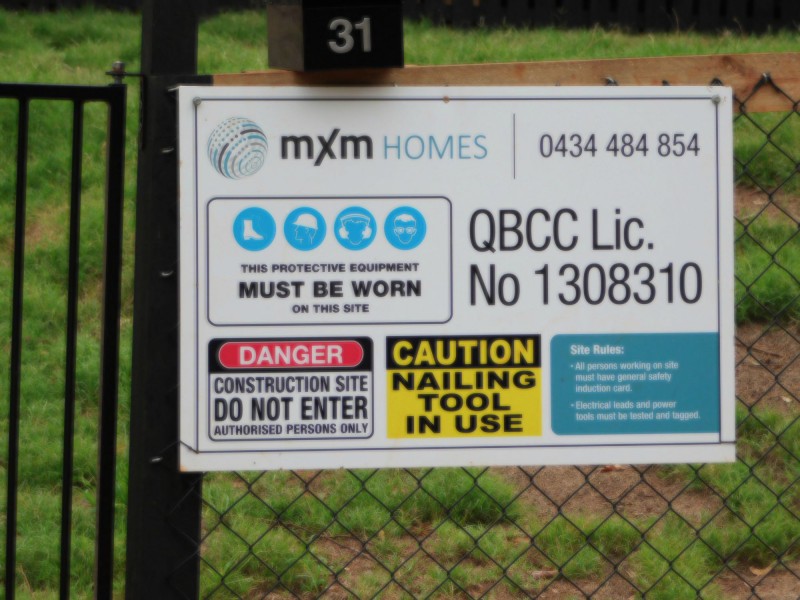 31
mxm HOMES
0434 484 854
THIS PROTECTIVE EQUIPMENT
MUST BE WORN
ON THIS SITE
QBCC Lic.
No 1308310
DANGER
CONSTRUCTION SITE
DO NOT ENTER
AUTHORISED PERSONS ONLY
CAUTION
NAILING
TOOL
IN USE
Site Rules:
• All persons working on site
must have general safety
induction card.
• Electrical leads and power
tools must be tested and tagged.